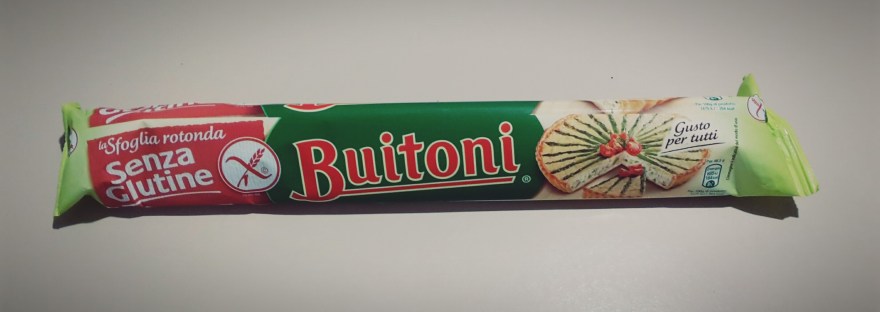 la Sfoglia rotonda
Senza
Glutine
Buitoni
®
Gusto
per tutti